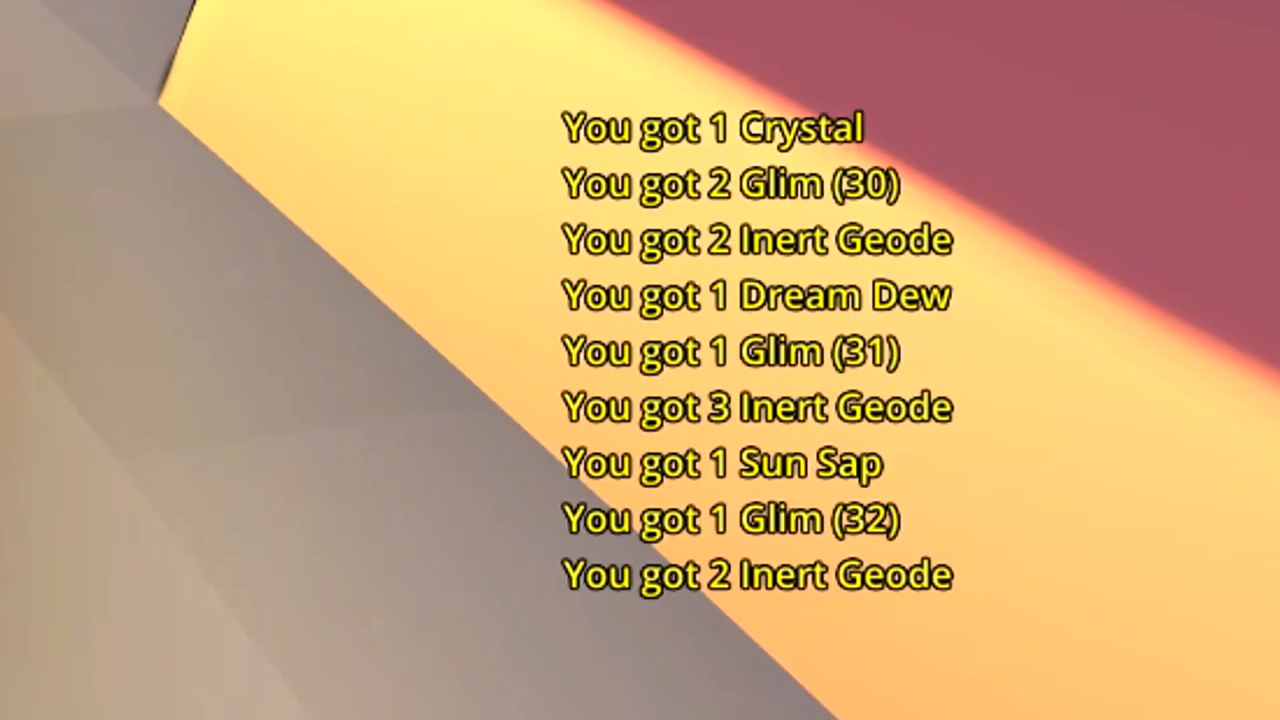 You got 1 Crystal
You got 2 Glim (30)
You got 2 Inert Geode
You got 1 Dream Dew
You got 1 Glim (31)
You got 3 Inert Geode
You got 1 Sun Sap
You got 1 Glim (32)
You got 2 Inert Geode